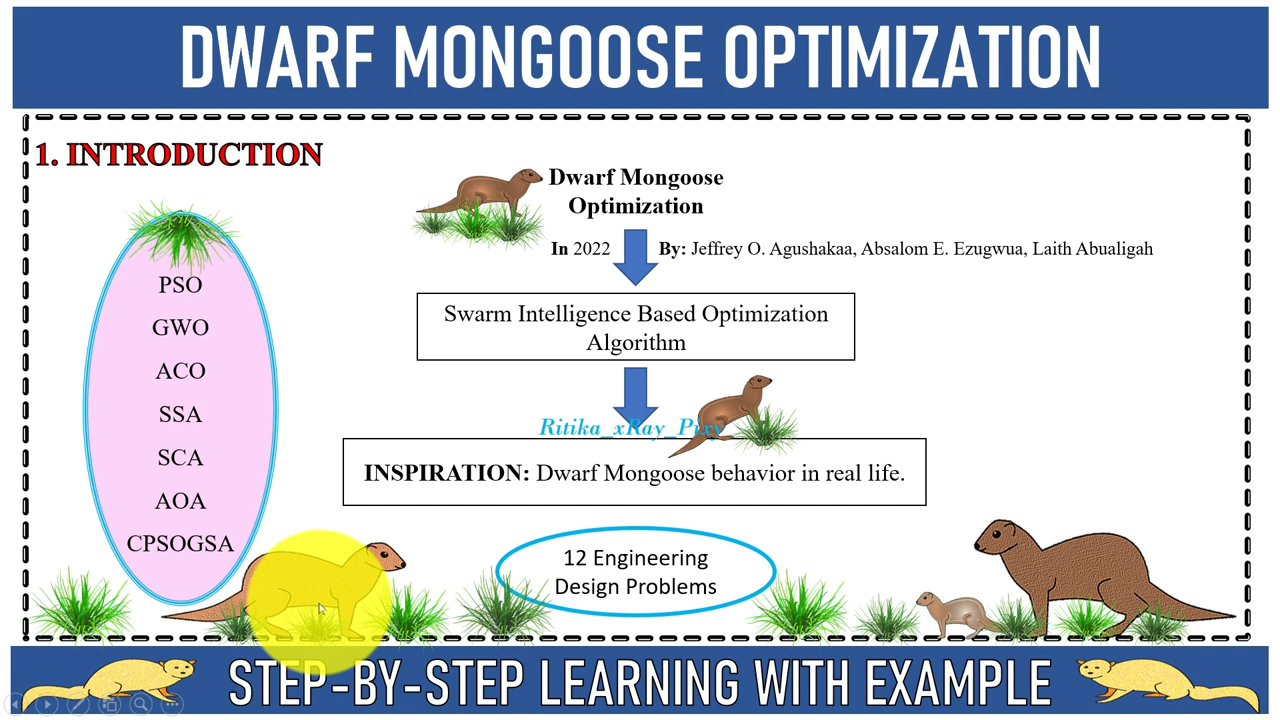 DWARF MONGOOSE OPTIMIZATION
1. INTRODUCTION
Dwarf Mongoose
Optimization
In 2022
By: Jeffrey O. Agushakaa, Absalom E. Ezugwua, Laith Abualigah
PSO
GWO
ACO
SSA
SCA
AOA
CPSOGSA
Swarm Intelligence Based Optimization
Algorithm
Ritika_xRay_Pixy
INSPIRATION: Dwarf Mongoose behavior in real life.
12 Engineering
Design Problems
STEP-BY-STEP LEARNING WITH EXAMPLE